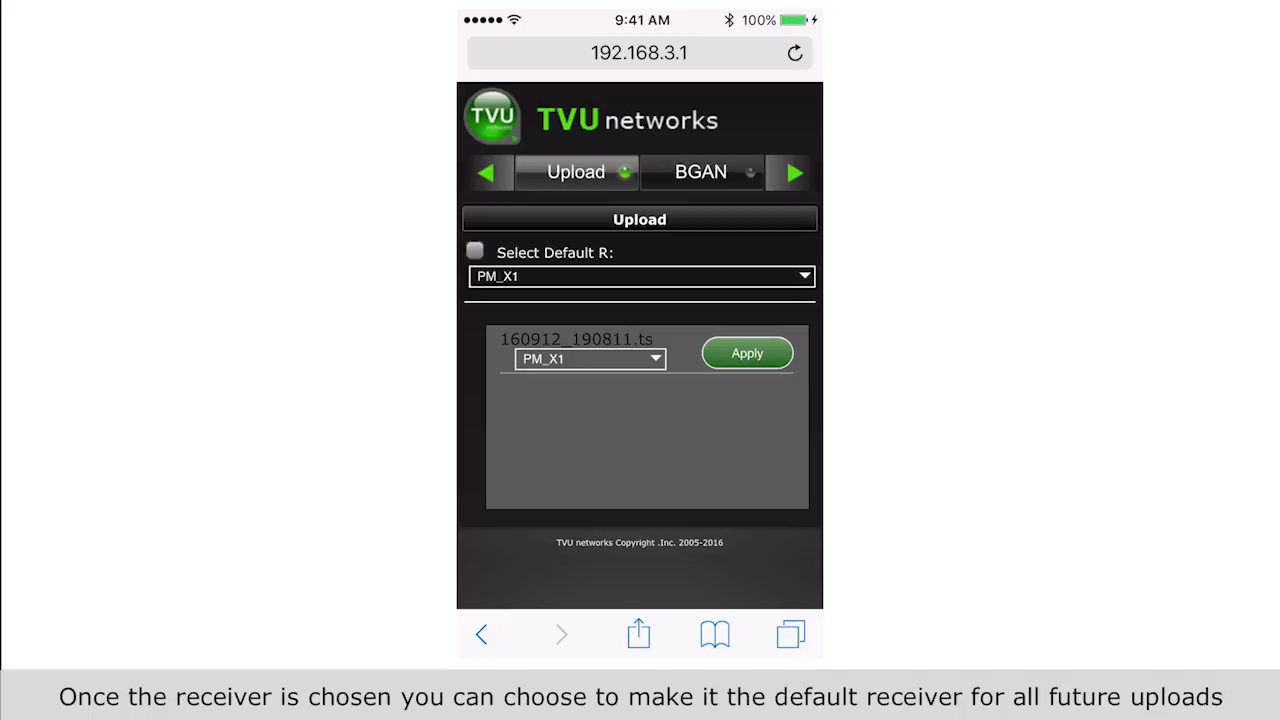 9:41 AM
100%
192.168.3.1
TVU
TVU networks
Upload
BGAN
Upload
Select Default R:
PM_X1
160912_190811.ts
PM_X1
Apply
TVU networks Copyright .Inc. 2005-2016
Once the receiver is chosen you can choose to make it the default receiver for all future uploads